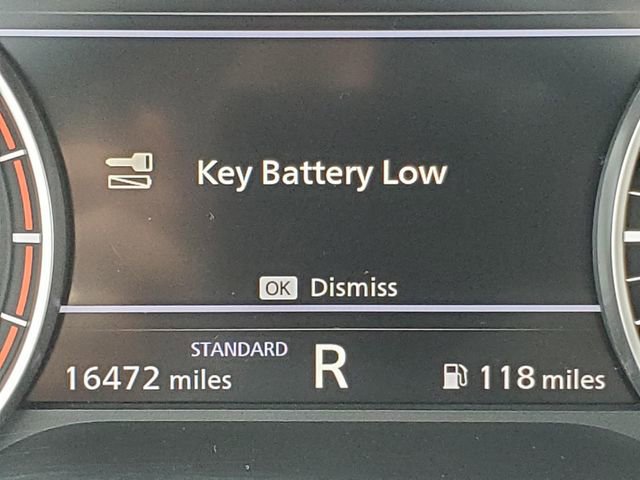 Key Battery Low
OK Dismiss
STANDARD
16472 miles R 118 miles